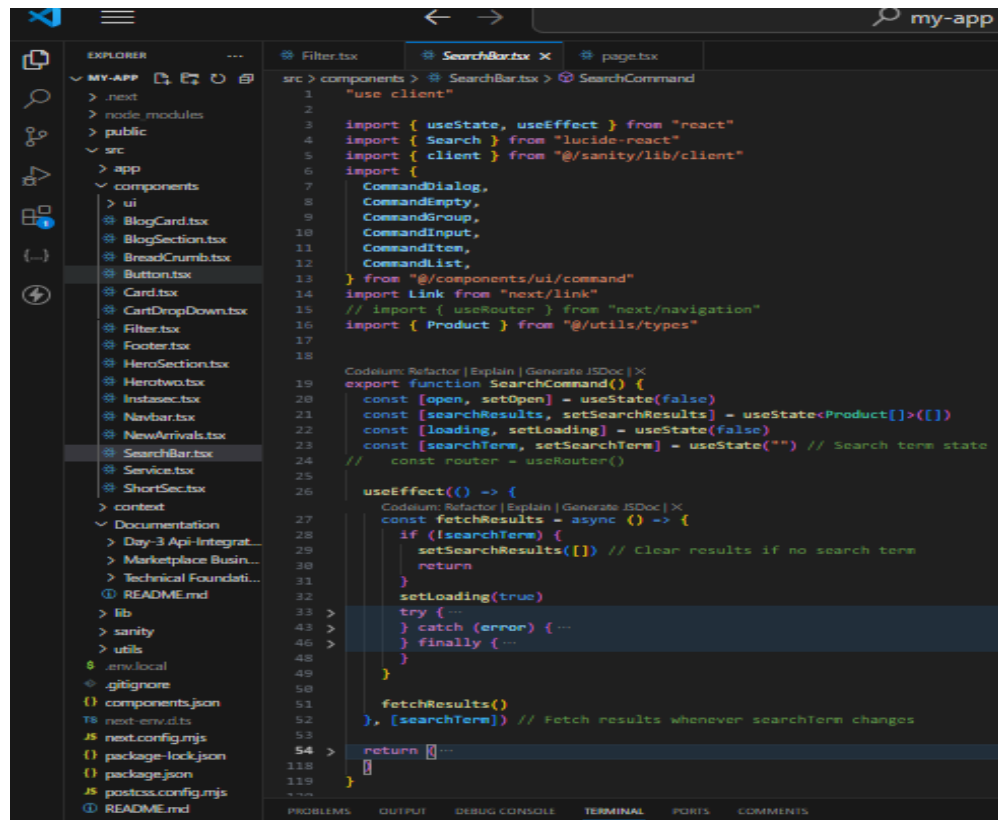 my-app
EXPLORER ...
Filter.tsx
SearchBar.tsx
page.tsx
MY-APP
.next
node_modules
public
src
app
components
ui
BlogCard.tsx
BlogSection.tsx
BreadCrumb.tsx
Button.tsx
Card.tsx
CartDropDown.tsx
Filter.tsx
Footer.tsx
HeroSection.tsx
Herotwo.tsx
Instasec.tsx
Navbar.tsx
NewArrivals.tsx
SearchBar.tsx
Service.tsx
ShortSec.tsx
context
Documentation
Day-3 Api-Integrat...
Marketplace Busin...
Technical Foundati...
README.md
lib
sanity
utils
.env.local
.gitignore
{} components.json
TS next-env.d.ts
JS next.config.mjs
{} package-lock.json
{} package.json
JS postcss.config.mjs
README.md
src > components > SearchBar.tsx > SearchCommand
1 "use client"
2
3 import { useState, useEffect } from "react"
4 import { Search } from "lucide-react"
5 import { client } from "@/sanity/lib/client"
6 import {
7 CommandDialog,
8 CommandEmpty,
9 CommandGroup,
10 CommandInput,
11 CommandItem,
12 CommandList,
13 } from "@/components/ui/command"
14 import Link from "next/link"
15 // import { useRouter } from "next/navigation"
16 import { Product } from "@/utils/types"
17
18
Codeium: Refactor | Explain | Generate JSDoc | X
19 export function SearchCommand() {
20 const [open, setOpen] = useState(false)
21 const [searchResults, setSearchResults] = useState<Product[]>([])
22 const [loading, setLoading] = useState(false)
23 const [searchTerm, setSearchTerm] = useState("") // Search term state
24 // const router = useRouter()
25
26 useEffect(() => {
Codeium: Refactor | Explain | Generate JSDoc | X
27 const fetchResults = async () => {
28 if (!searchTerm) {
29 setSearchResults([]) // Clear results if no search term
30 return
31 }
32 setLoading(true)
33 > try { ...
43 > } catch (error) { ...
46 > } finally { ...
48 }
49 }
50
51 fetchResults()
52 }, [searchTerm]) // Fetch results whenever searchTerm changes
53
54 > return ( ...
118 )
119 }
120
PROBLEMS OUTPUT DEBUG CONSOLE TERMINAL PORTS COMMENTS